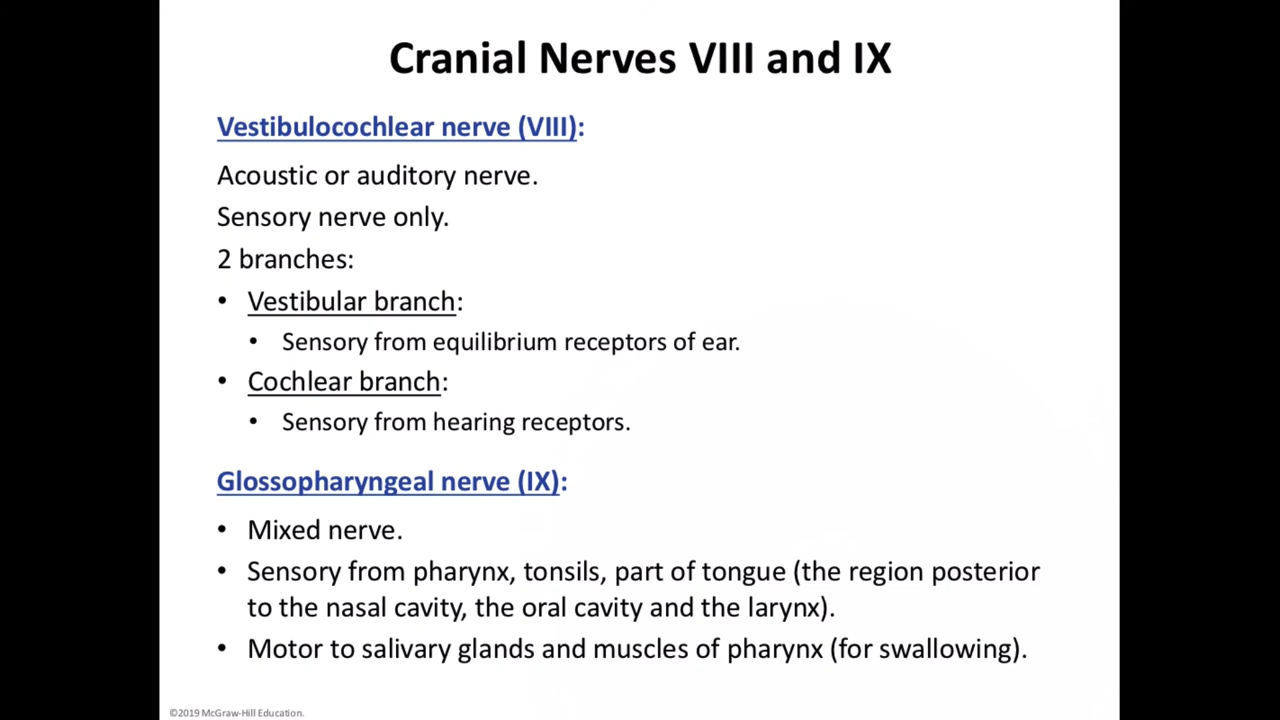 Cranial Nerves VIII and IX
Vestibulocochlear nerve (VIII):
Acoustic or auditory nerve.
Sensory nerve only.
2 branches:
• Vestibular branch:
• Sensory from equilibrium receptors of ear.
• Cochlear branch:
• Sensory from hearing receptors.
Glossopharyngeal nerve (IX):
• Mixed nerve.
• Sensory from pharynx, tonsils, part of tongue (the region posterior
to the nasal cavity, the oral cavity and the larynx).
• Motor to salivary glands and muscles of pharynx (for swallowing).
©2019 McGraw-Hill Education.